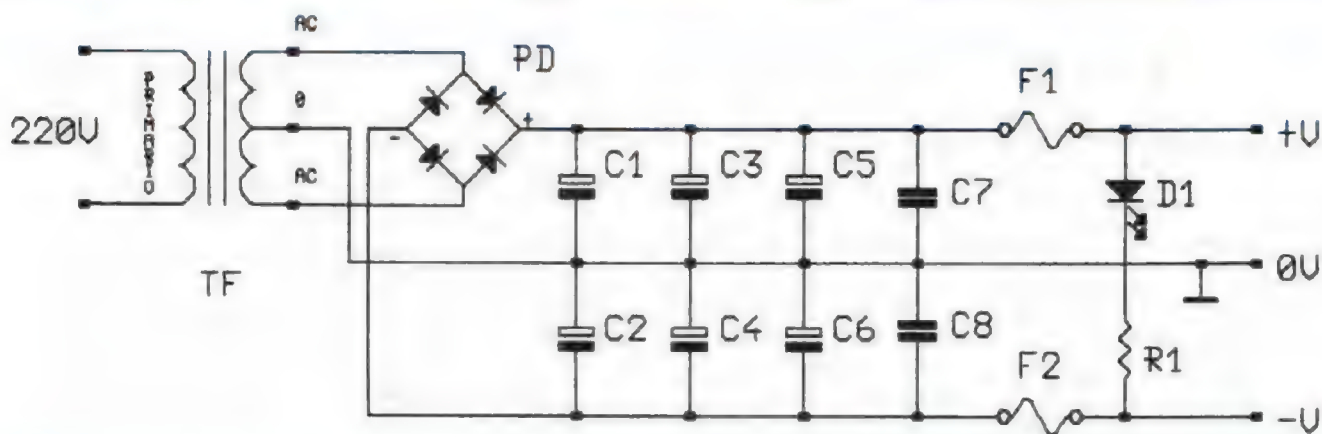 AC
PD
F1
+V
220V
PRIMARIO
0
-
+
C1
C3
C5
C7
D1
AC
TF
0V
C2
C4
C6
C8
F2
R1
-V